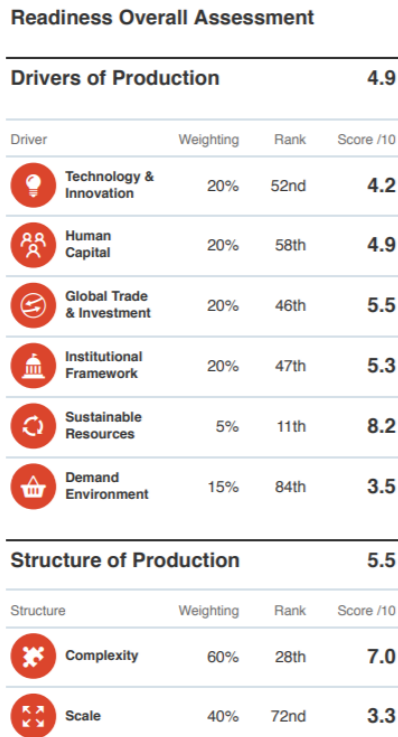 Readiness Overall Assessment
Drivers of Production 4.9
Driver Weighting Rank Score /10
Technology &
Innovation 20% 52nd 4.2
Human
Capital 20% 58th 4.9
Global Trade
& Investment 20% 46th 5.5
Institutional
Framework 20% 47th 5.3
Sustainable
Resources 5% 11th 8.2
Demand
Environment 15% 84th 3.5
Structure of Production 5.5
Structure Weighting Rank Score /10
Complexity 60% 28th 7.0
Scale 40% 72nd 3.3